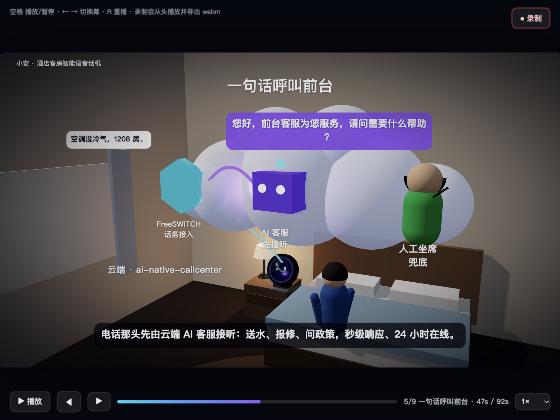 空格 播放/暂停 · ← → 切换幕 · R 重播 · 录制会从头播放并导出 webm
● 录制
小安 · 酒店客房智能语音话机
一句话呼叫前台
您好，前台客服为您服务，请问需要什么帮助
？
空调没冷气，1208 房。
FreeSWITCH
话务接入
AI 客服
先接听
人工坐席
兜底
云端 · ai-native-callcenter
电话那头先由云端 AI 客服接听：送水、报修、问政策，秒级响应、24 小时在线。
▶ 播放
5/9 一句话呼叫前台 · 47s / 92s
1×